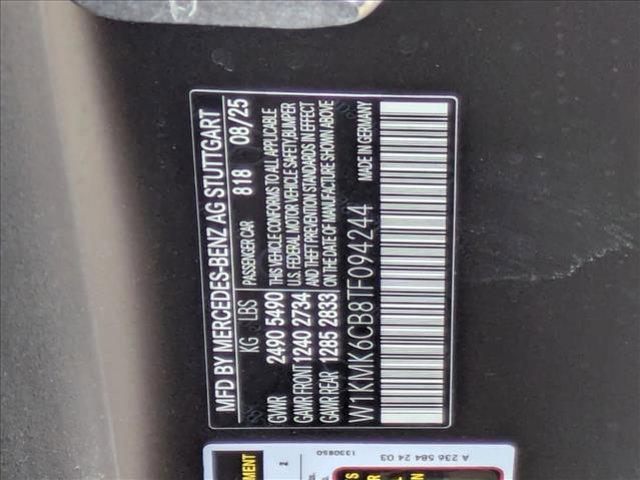 MFD BY MERCEDES-BENZ AG STUTTGART
818 08/25
KG LBS PASSENGER CAR
GVWR 2490 5490 THIS VEHICLE CONFORMS TO ALL APPLICABLE
GAWR FRONT 1240 2734 U.S. FEDERAL MOTOR VEHICLE SAFETY,BUMPER
AND THEFT PREVENTION STANDARDS IN EFFECT
GAWR REAR 1285 2833 ON THE DATE OF MANUFACTURE SHOWN ABOVE
W1KMK6CB8TF094244 MADE IN GERMANY
A 236 584 24 03
1330850